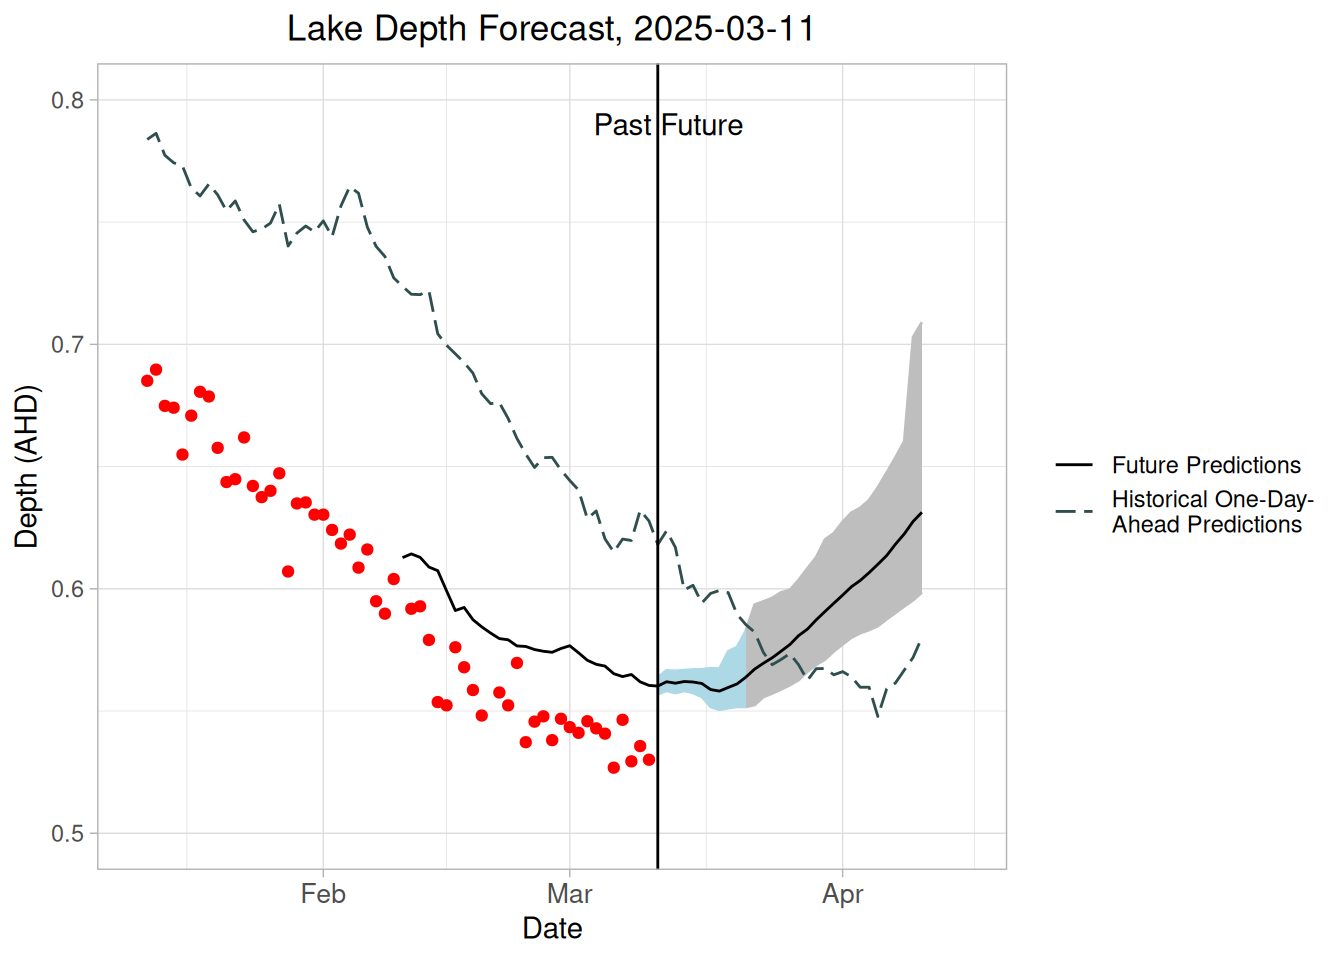 Lake Depth Forecast, 2025-03-11
0.8
0.7
0.6
0.5
Depth (AHD)
Past
Future
Feb
Mar
Apr
Date
Future Predictions
Historical One-Day-
Ahead Predictions